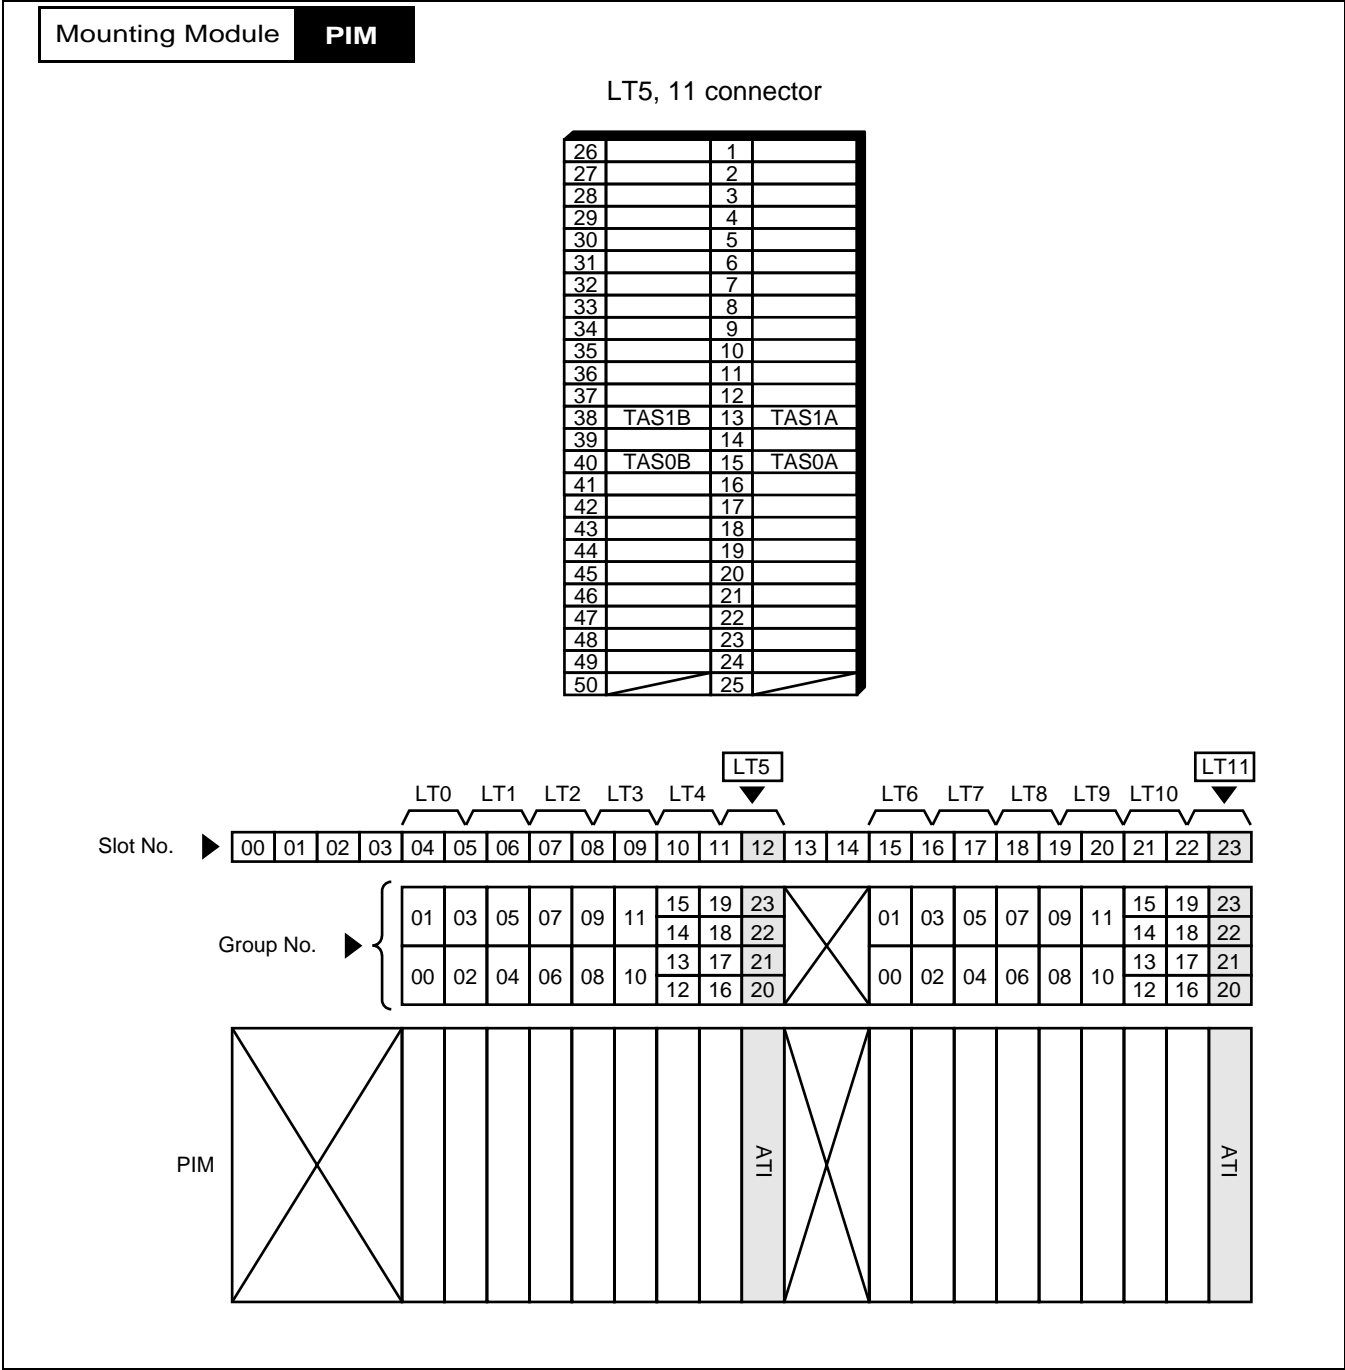 Mounting Module PIM
LT5, 11 connector
26 1
27 2
28 3
29 4
30 5
31 6
32 7
33 8
34 9
35 10
36 11
37 12
38 TAS1B 13 TAS1A
39 14
40 TAS0B 15 TAS0A
41 16
42 17
43 18
44 19
45 20
46 21
47 22
48 23
49 24
50 25
LT5 LT11
LT0 LT1 LT2 LT3 LT4 LT6 LT7 LT8 LT9 LT10
Slot No. 00 01 02 03 04 05 06 07 08 09 10 11 12 13 14 15 16 17 18 19 20 21 22 23
Group No.
01 03 05 07 09 11 15 19 23 01 03 05 07 09 11 15 19 23
14 18 22 14 18 22
00 02 04 06 08 10 13 17 21 00 02 04 06 08 10 13 17 21
12 16 20 12 16 20
PIM ATI ATI